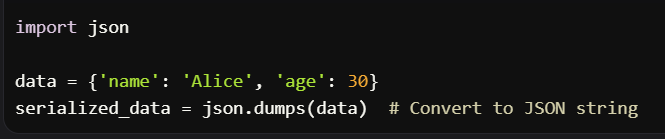 import json
data = {'name': 'Alice', 'age': 30}
serialized_data = json.dumps(data)  # Convert to JSON string